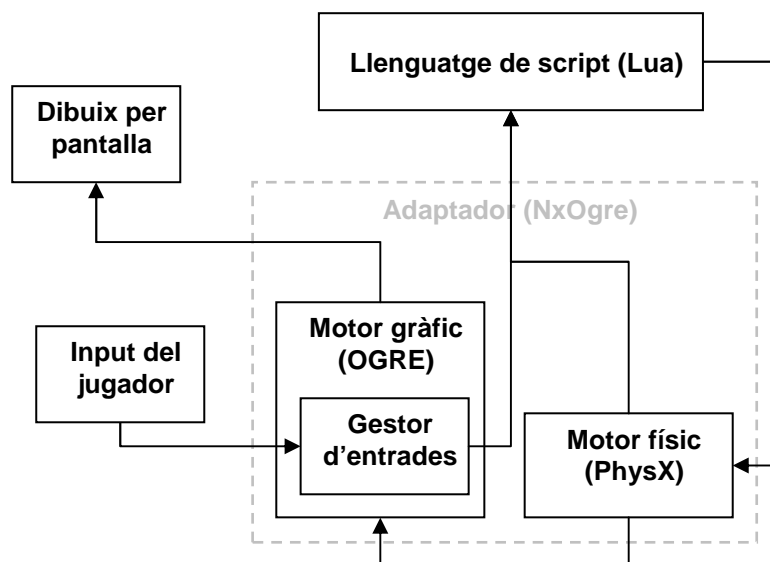 Llenguatge de script (Lua)
Dibuix per
pantalla
Adaptador (NxOgre)
Motor gràfic
(OGRE)
Input del
jugador
Gestor
d'entrades
Motor físic
(PhysX)